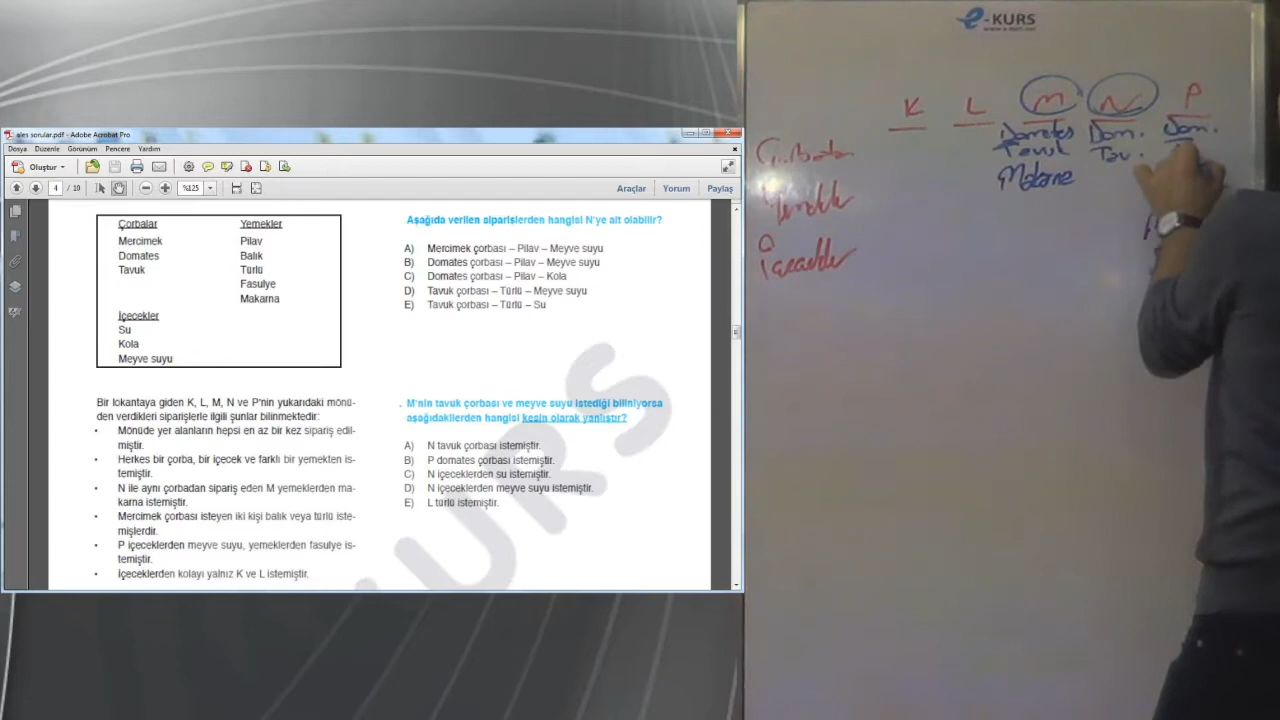 ales sorular.pdf - Adobe Acrobat Pro
Dosya Düzenle Görünüm Pencere Yardım
Oluştur
4 / 10
%125
Araçlar Yorum Paylaş
Çorbalar Yemekler
Mercimek Pilav
Domates Balık
Tavuk Türlü
Fasulye
Makarna
İçecekler
Su
Kola
Meyve suyu
Bir lokantaya giden K, L, M, N ve P'nin yukarıdaki mönü-
den verdikleri siparişlerle ilgili şunlar bilinmektedir:
• Mönüde yer alanların hepsi en az bir kez sipariş edil-
miştir.
• Herkes bir çorba, bir içecek ve farklı bir yemekten is-
temiştir.
• N ile aynı çorbadan sipariş eden M yemeklerden ma-
karna istemiştir.
• Mercimek çorbası isteyen iki kişi balık veya türlü iste-
mişlerdir.
• P içeceklerden meyve suyu, yemeklerden fasulye is-
temiştir.
• İçeceklerden kolayı yalnız K ve L istemiştir.
Aşağıda verilen siparişlerden hangisi N'ye ait olabilir?
A) Mercimek çorbası – Pilav – Meyve suyu
B) Domates çorbası – Pilav – Meyve suyu
C) Domates çorbası – Pilav – Kola
D) Tavuk çorbası – Türlü – Meyve suyu
E) Tavuk çorbası – Türlü – Su
. M'nin tavuk çorbası ve meyve suyu istediği biliniyorsa
aşağıdakilerden hangisi kesin olarak yanlıştır?
A) N tavuk çorbası istemiştir.
B) P domates çorbası istemiştir.
C) N içeceklerden su istemiştir.
D) N içeceklerden meyve suyu istemiştir.
E) L türlü istemiştir.
KURS
e-KURS
K L M N P
Domates Dom. Dom.
Tavuk Tav.